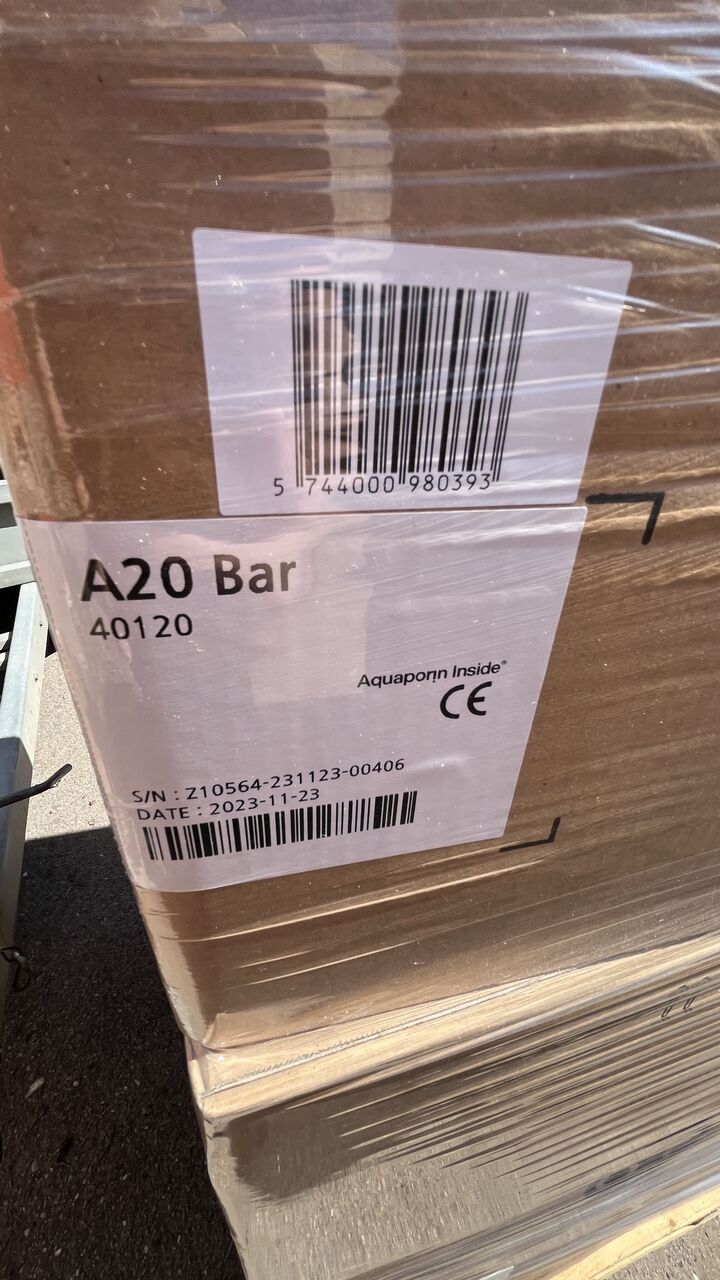 5 744000 980393
A20 Bar
40120
Aquaporin Inside®
CE
S/N : Z10564-231123-00406
DATE : 2023-11-23